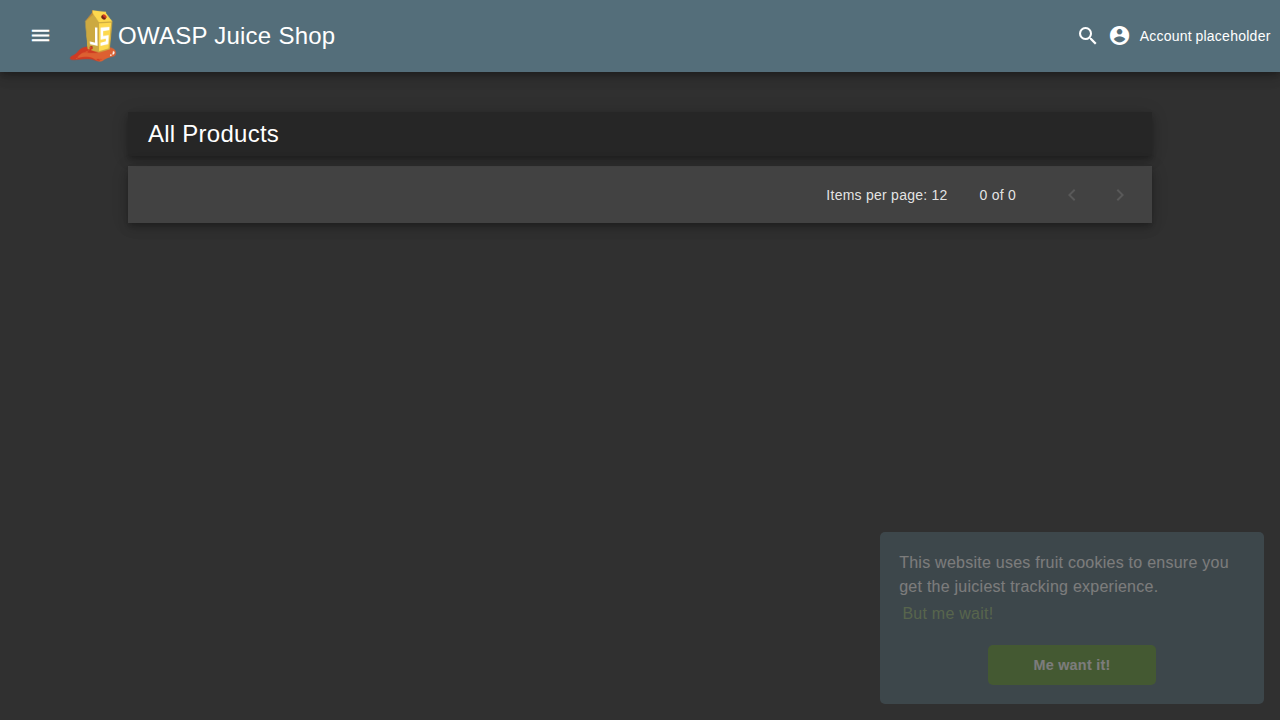 OWASP Juice Shop
Account placeholder
All Products
Items per page: 12
0 of 0
This website uses fruit cookies to ensure you
get the juiciest tracking experience.
But me wait!
Me want it!